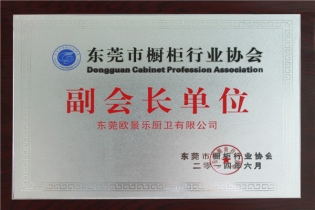 东莞市橱柜行业协会
Dongguan Cabinet Profession Association
副会长单位
东莞欧景乐厨卫有限公司
东莞市橱柜行业协会
二〇一四年六月